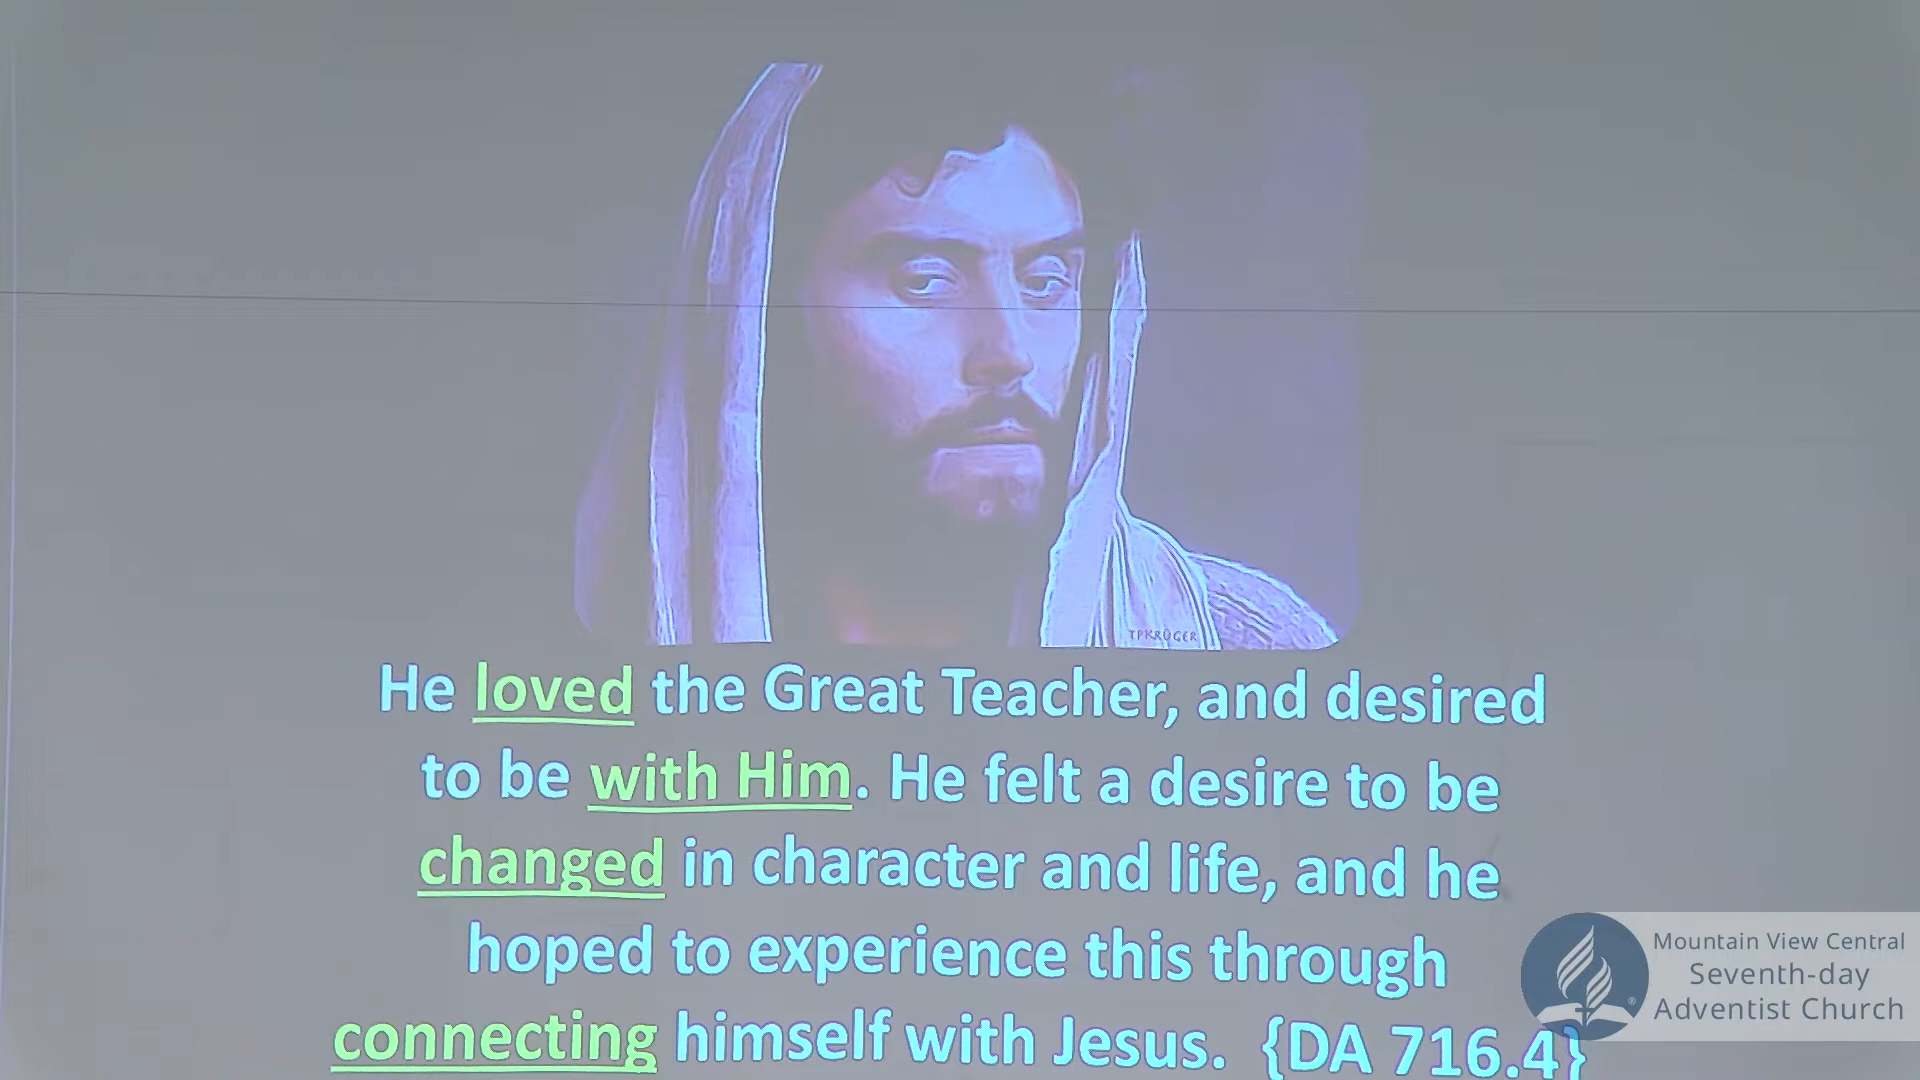 TPKRÜGER
He loved the Great Teacher, and desired
to be with Him. He felt a desire to be
changed in character and life, and he
hoped to experience this through
connecting himself with Jesus. {DA 716.4}
Mountain View Central
Seventh-day
Adventist Church
®